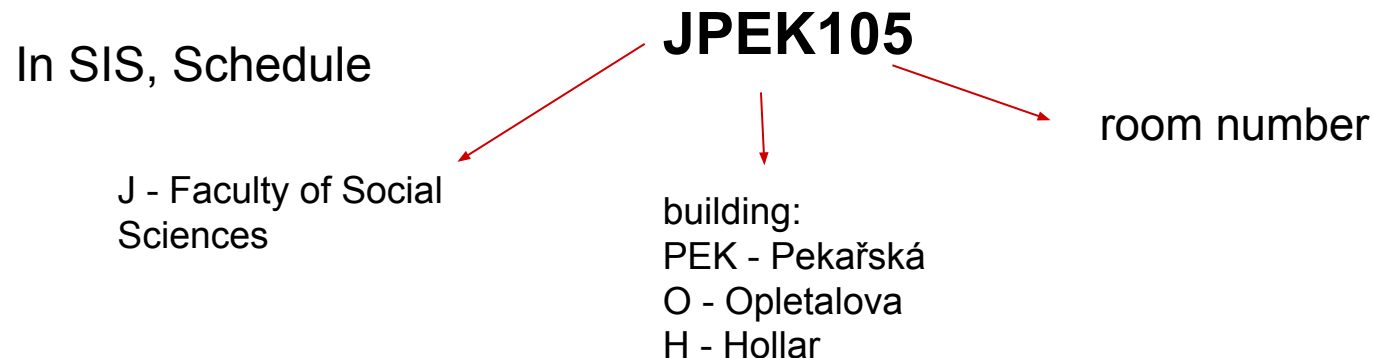 JPEK105
In SIS, Schedule
room number
J - Faculty of Social
Sciences
building:
PEK - Pekařská
O - Opletalova
H - Hollar